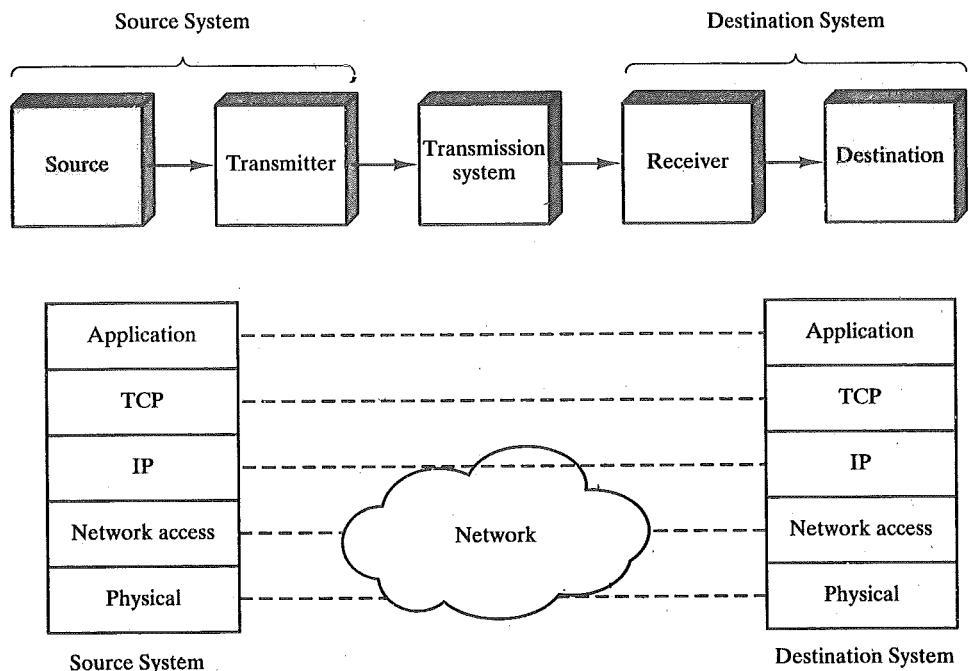 Source System
Destination System
Source
Transmitter
Transmission
system
Receiver
Destination
Application
Application
TCP
TCP
IP
IP
Network access
Network
Network access
Physical
Physical
Source System
Destination System